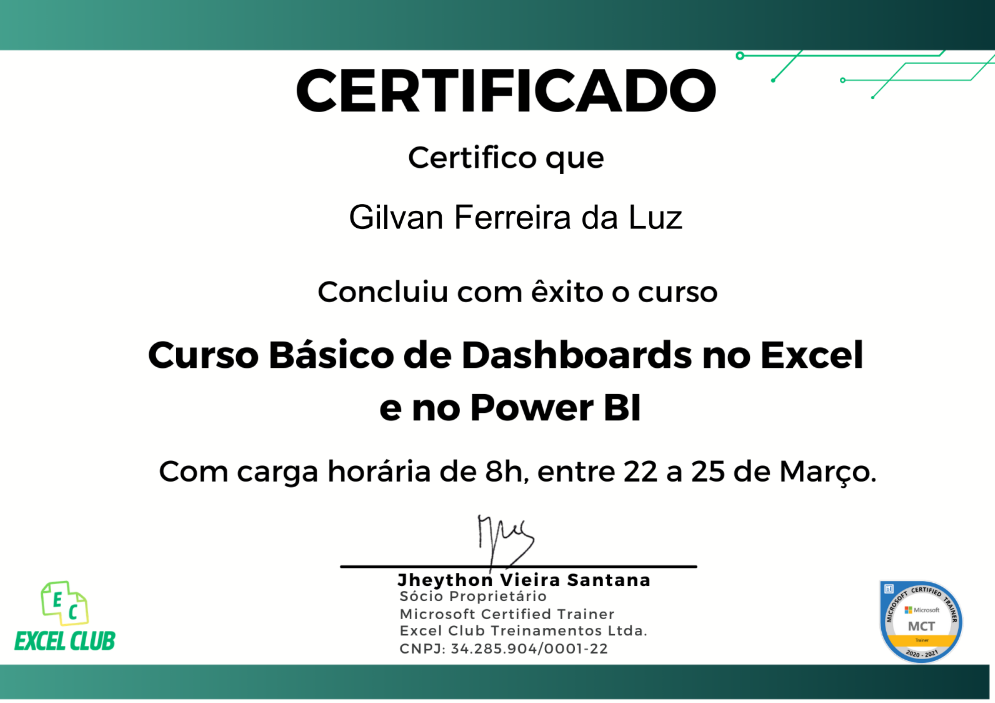 CERTIFICADO
Certifico que
Gilvan Ferreira da Luz
Concluiu com êxito o curso
Curso Básico de Dashboards no Excel
e no Power BI
Com carga horária de 8h, entre 22 a 25 de Março.
Jheython Vieira Santana
Sócio Proprietário
Microsoft Certified Trainer
Excel Club Treinamentos Ltda.
CNPJ: 34.285.904/0001-22
E C
EXCEL CLUB
MICROSOFT CERTIFIED TRAINER
Microsoft
MCT
Trainer
2020 - 2021